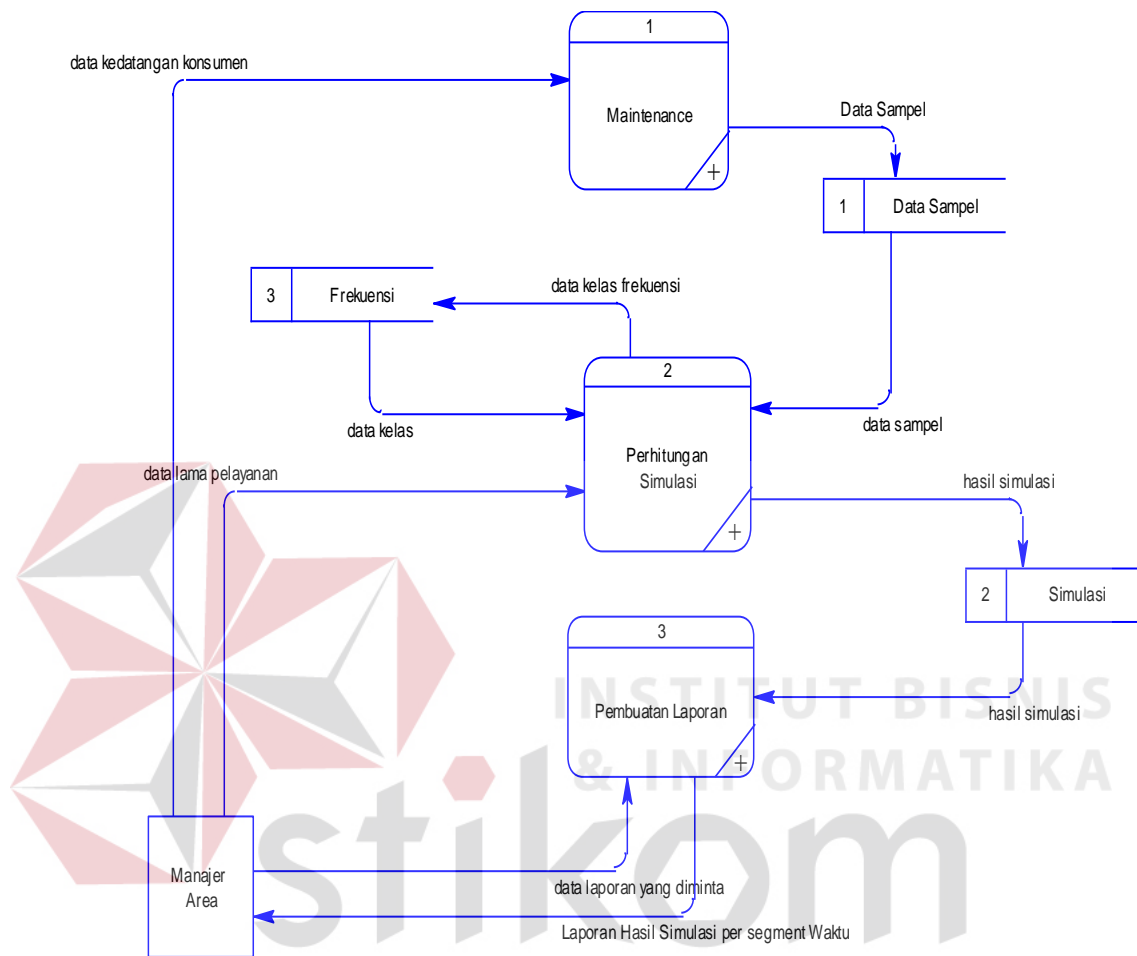 1
data kedatangan konsumen
Maintenance
Data Sampel
+
1 Data Sampel
3 Frekuensi
data kelas frekuensi
2
data kelas
data sampel
Perhitungan
Simulasi
data lama pelayanan
hasil simulasi
+
2 Simulasi
3
Pembuatan Laporan
hasil simulasi
+
INSTITUT BISNIS
& INFORMATIKA
stikom
Manajer
Area
data laporan yang diminta
Laporan Hasil Simulasi per segment Waktu